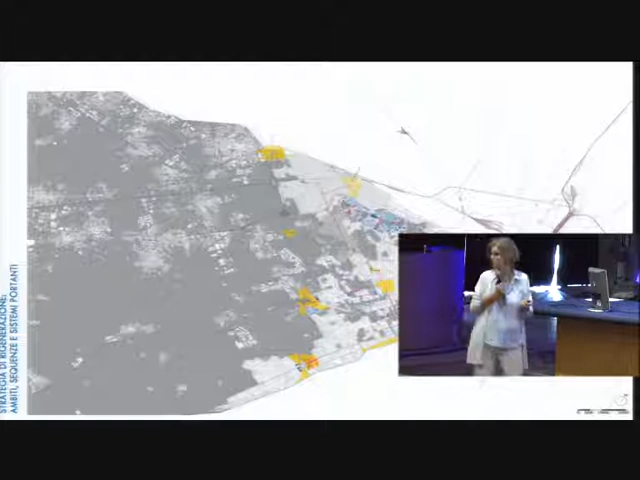 STRATEGIA DI RIGENERAZIONE:
AMBITI, SEQUENZE E SISTEMI PORTANTI